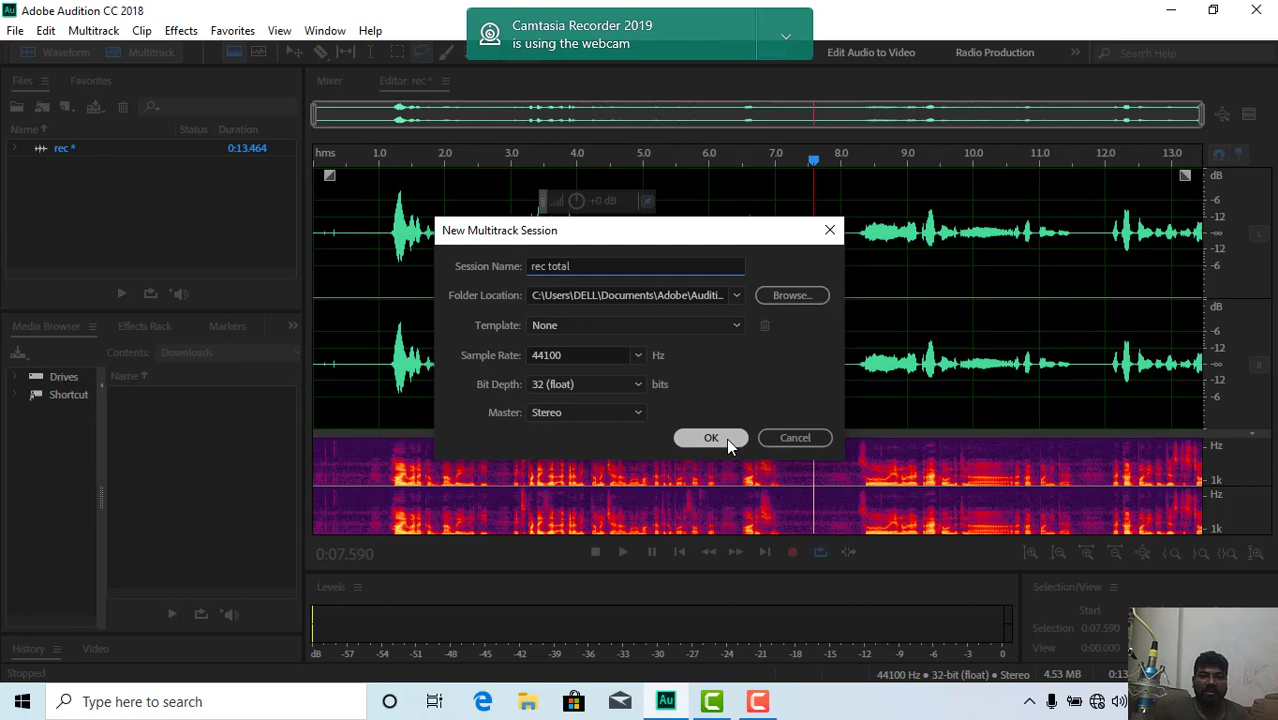 Adobe Audition CC 2018
Camtasia Recorder 2019
is using the webcam
File Edit Multitrack Clip Effects Favorites View Window Help
Waveform Multitrack Edit Audio to Video Radio Production Search Help
Files Favorites Mixer Editor: rec *
Name Status Duration
rec * 0:13.464
hms 1.0 2.0 3.0 4.0 5.0 6.0 7.0 8.0 9.0 10.0 11.0 12.0 13.0
dB
-6
-12
-∞
-12
-6
L
+0 dB
New Multitrack Session
Session Name: rec total
Folder Location: C:\Users\DELL\Documents\Adobe\Auditi... Browse...
Template: None
Sample Rate: 44100 Hz
Bit Depth: 32 (float) bits
Master: Stereo
OK Cancel
dB
-6
-12
-∞
-12
-6
R
Media Browser Effects Rack Markers
Contents: Downloads
Name
Drives
Shortcut
Hz
1k
Hz
1k
0:07.590
Levels
dB -57 -54 -51 -48 -45 -42 -39 -36 -33 -30 -27 -24 -21 -18 -15 -12 -9 -6 -3 0
Selection/View
Start
Selection 0:07.590
View 0:00.000
History Video
Stopped 44100 Hz • 32-bit (float) • Stereo 4.53 MB 0:13
Type here to search